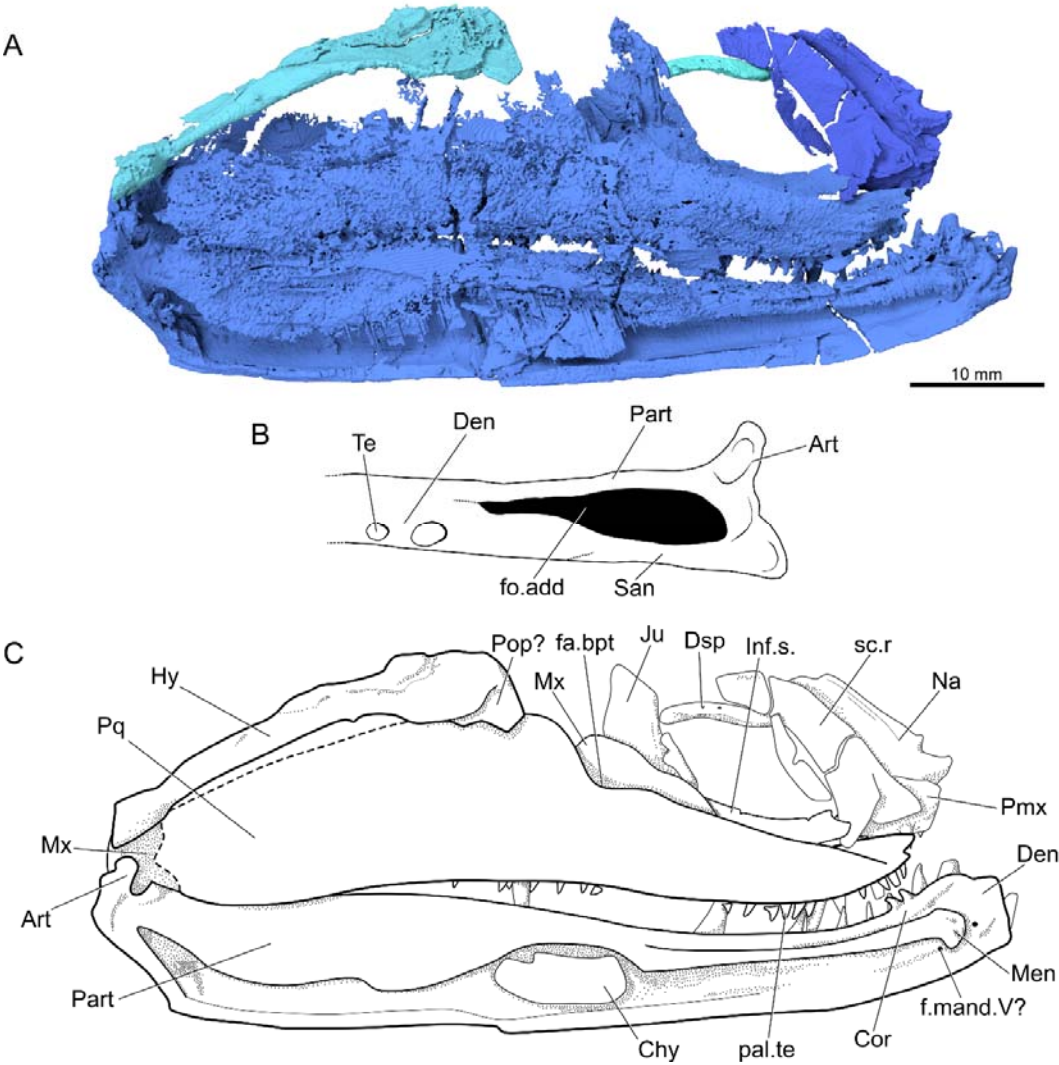 A
10 mm
B
Te
Den
Part
Art
fo.add
San
C
Hy
Pop?
fa.bpt
Ju
Dsp
Inf.s.
sc.r
Mx
Na
Pq
Pmx
Mx
Den
Art
Part
Men
f.mand.V?
Cor
Chy
pal.te